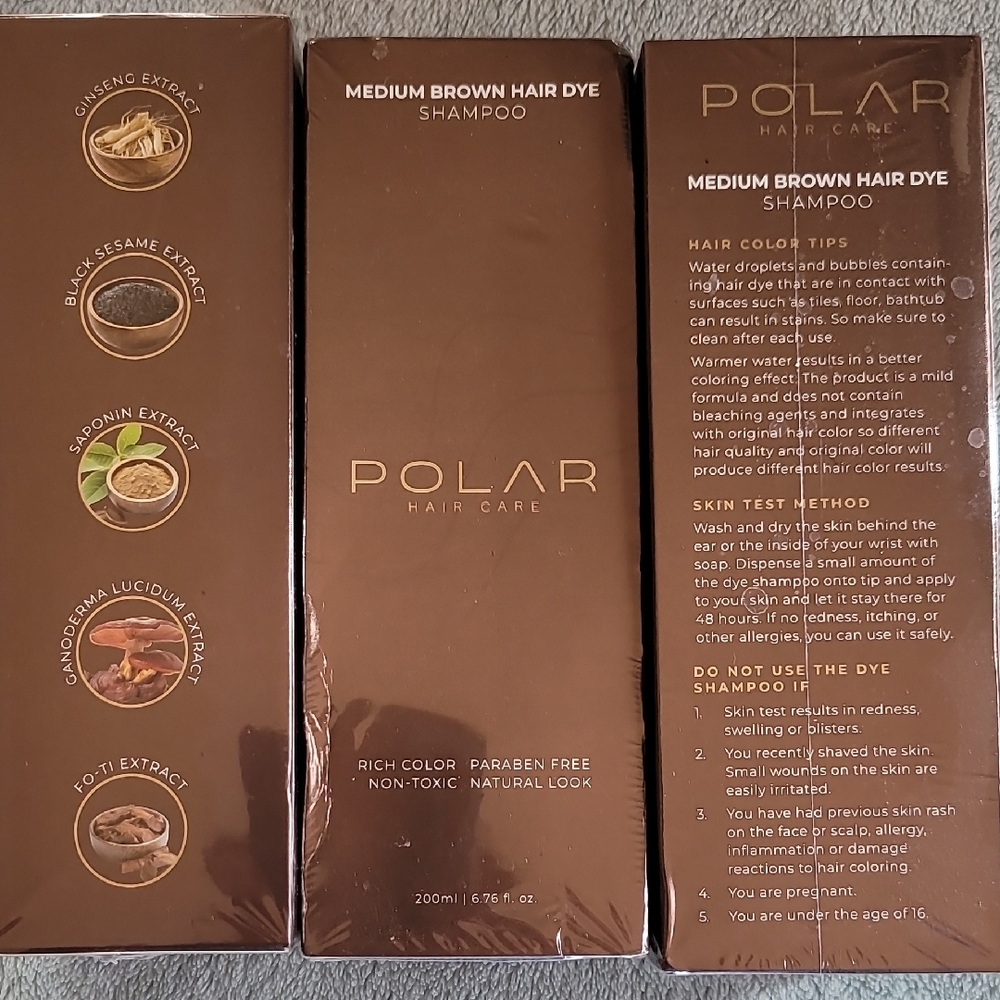 GINSENG EXTRACT
BLACK SESAME EXTRACT
SAPONIN EXTRACT
GANODERMA LUCIDUM EXTRACT
FO-TI EXTRACT
MEDIUM BROWN HAIR DYE
SHAMPOO
POLAR
HAIR CARE
RICH COLOR PARABEN FREE
NON-TOXIC NATURAL LOOK
200ml | 6.76 fl. oz.
POLAR
HAIR CARE
MEDIUM BROWN HAIR DYE
SHAMPOO
HAIR COLOR TIPS
Water droplets and bubbles contain-
ing hair dye that are in contact with
surfaces such as tiles, floor, bathtub
can result in stains. So make sure to
clean after each use.
Warmer water results in a better
coloring effect. The product is a mild
formula and does not contain
bleaching agents and integrates
with original hair color so different
hair quality and original color will
produce different hair color results.
SKIN TEST METHOD
Wash and dry the skin behind the
ear or the inside of your wrist with
soap. Dispense a small amount of
the dye shampoo onto tip and apply
to your skin and let it stay there for
48 hours. If no redness, itching, or
other allergies, you can use it safely.
DO NOT USE THE DYE
SHAMPOO IF
1. Skin test results in redness,
swelling or blisters.
2. You recently shaved the skin.
Small wounds on the skin are
easily irritated.
3. You have had previous skin rash
on the face or scalp, allergy,
inflammation or damage
reactions to hair coloring.
4. You are pregnant.
5. You are under the age of 16.